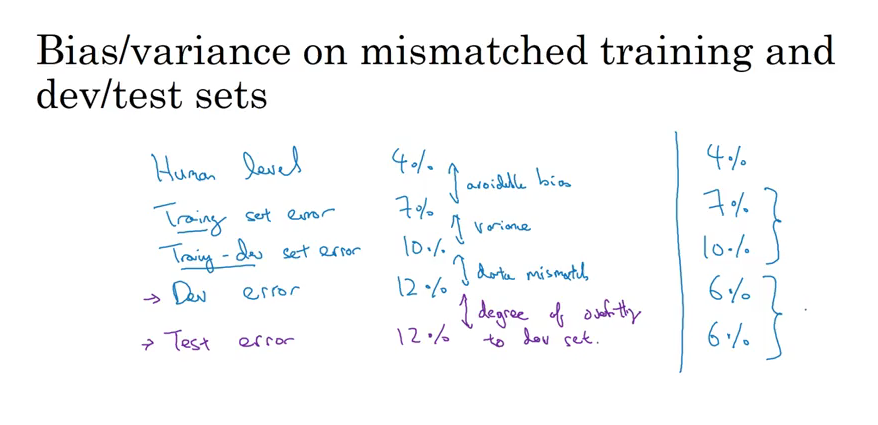 Bias/variance on mismatched training and
dev/test sets
Human level 4% 4%
avoidable bias
Training set error 7% 7%
variance
Training-dev set error 10% 10%
data mismatch
→ Dev error 12% 6%
degree of overfitting
to dev set.
→ Test error 12% 6%